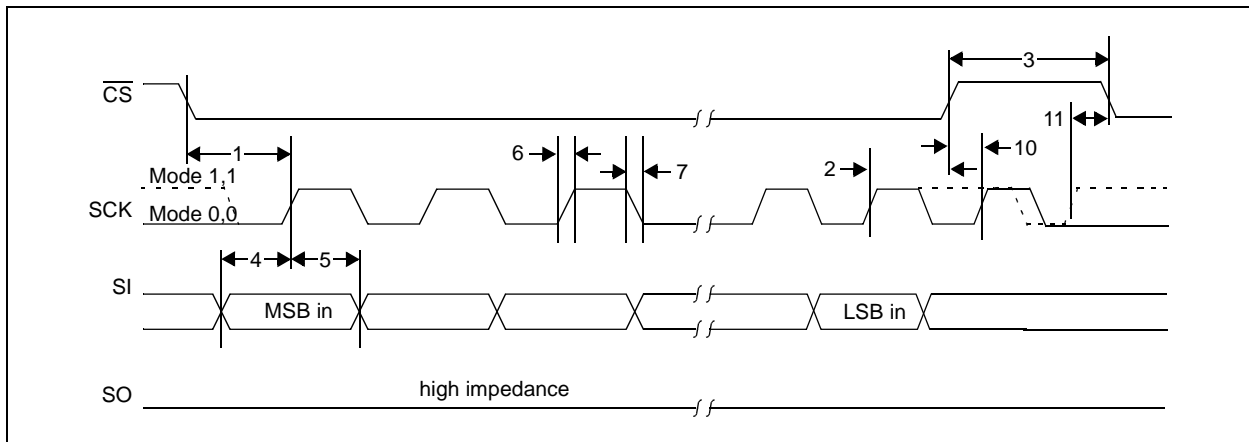 3
CS
11
1
6
7
2
10
Mode 1,1
SCK
Mode 0,0
4
5
SI
MSB in
LSB in
SO
high impedance